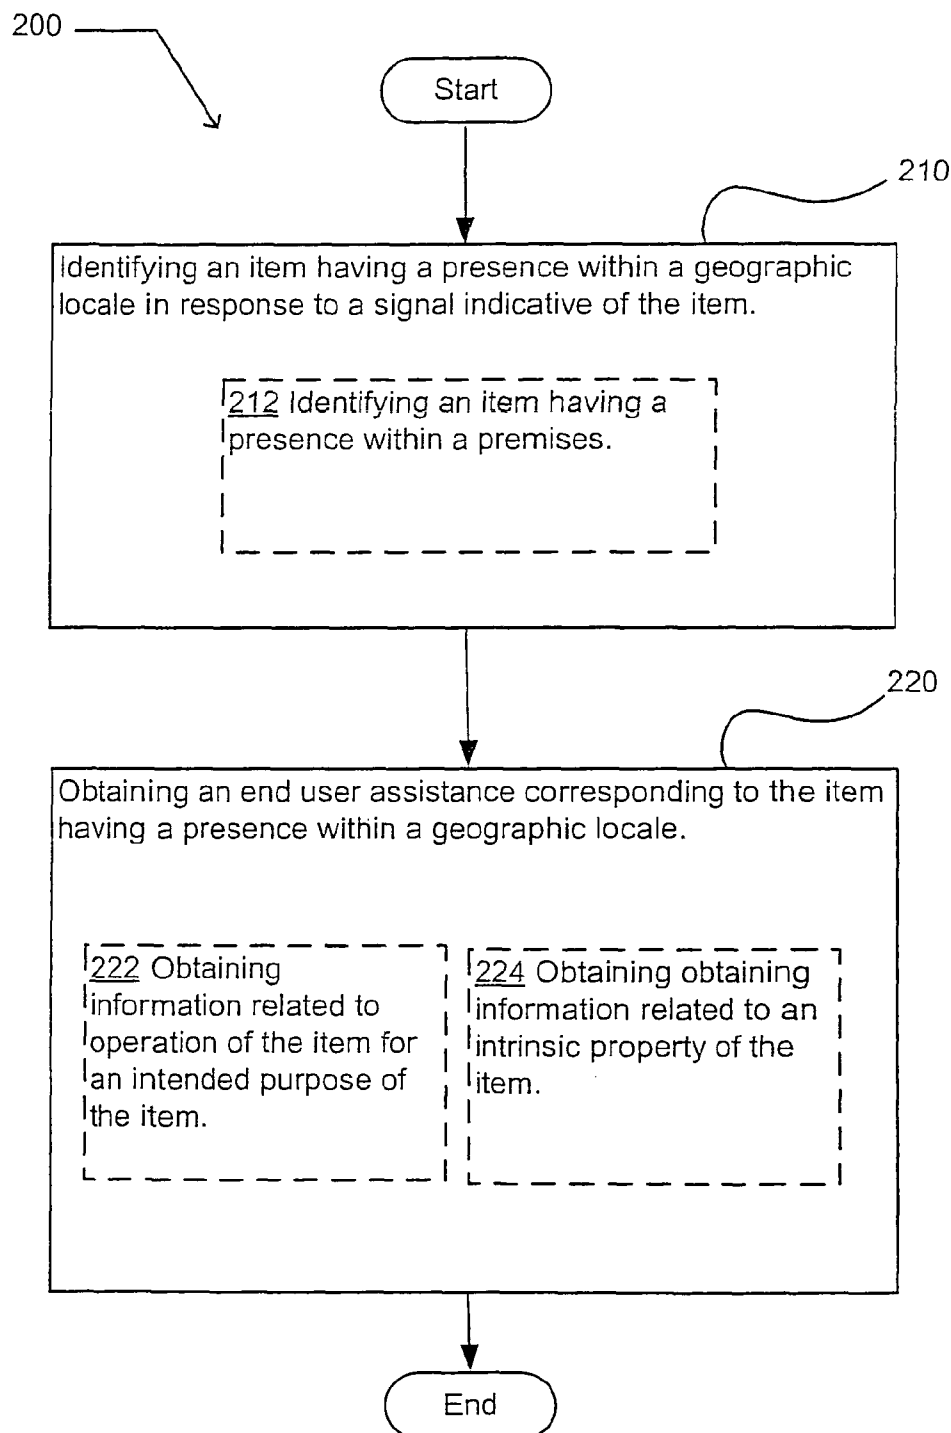 200
Start
210
Identifying an item having a presence within a geographic
locale in response to a signal indicative of the item.
212 Identifying an item having a
presence within a premises.
220
Obtaining an end user assistance corresponding to the item
having a presence within a geographic locale.
222 Obtaining
information related to
operation of the item for
an intended purpose of
the item.
224 Obtaining obtaining
information related to an
intrinsic property of the
item.
End